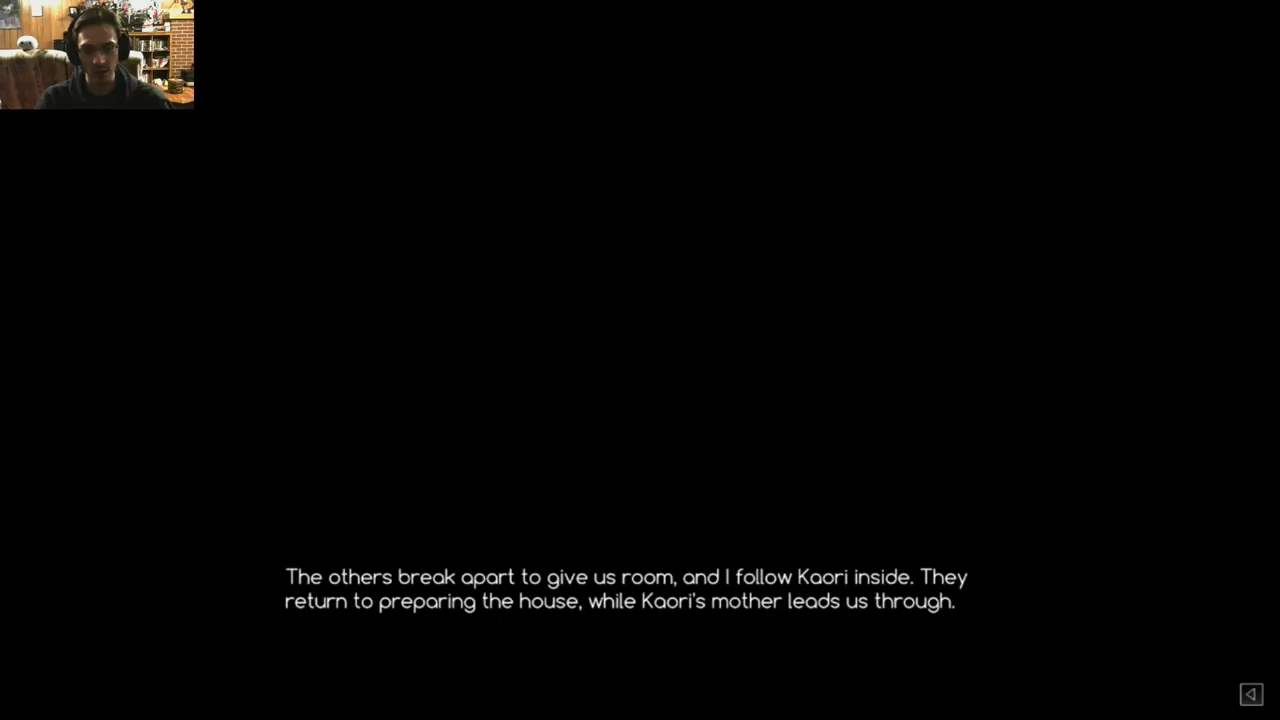 The others break apart to give us room, and I follow Kaori inside. They
return to preparing the house, while Kaori's mother leads us through.